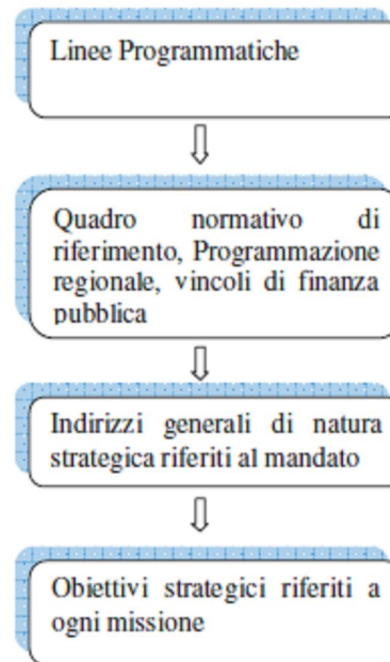 Linee Programmatiche
Quadro normativo di
riferimento, Programmazione
regionale, vincoli di finanza
pubblica
Indirizzi generali di natura
strategica riferiti al mandato
Obiettivi strategici riferiti a
ogni missione